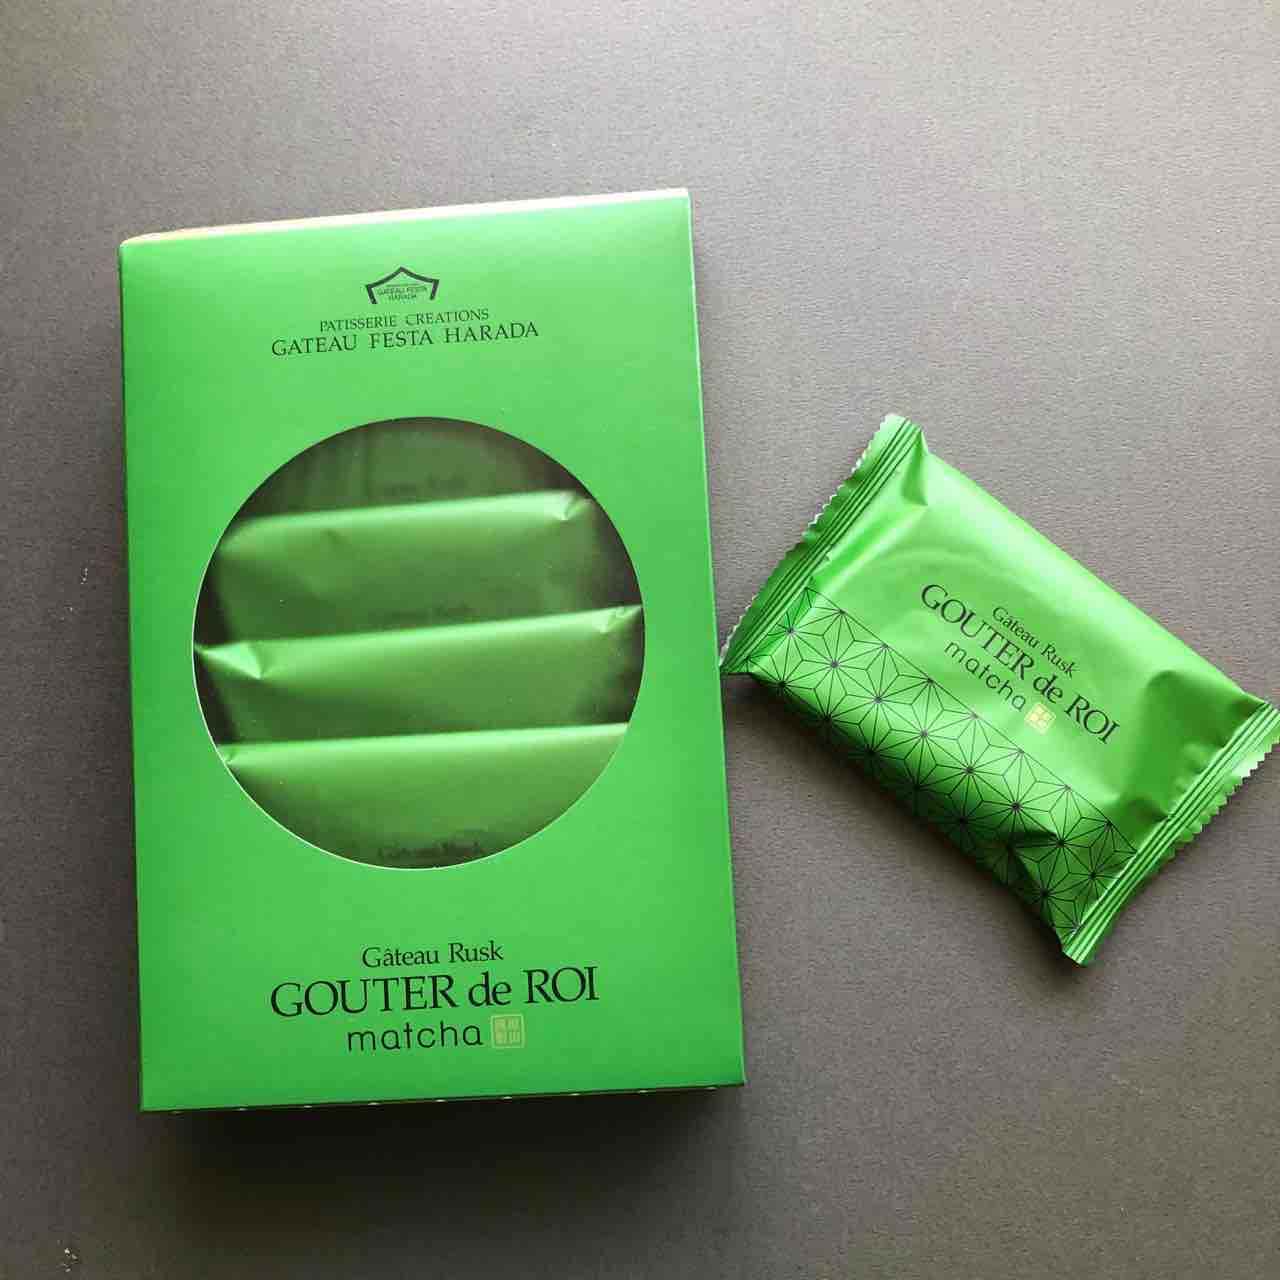 GATEAU FESTA
HARADA
PATISSERIE CREATIONS
GATEAU FESTA HARADA
Gâteau Rusk
GOUTER de ROI
matcha
Gateau Rusk
GOUTER de ROI
matcha